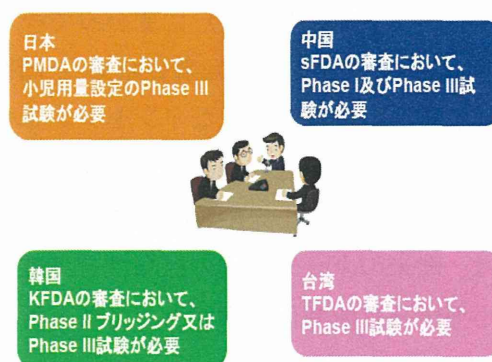 日本
PMDAの審査において、
小児用量設定のPhase III
試験が必要
中国
sFDAの審査において、
Phase I及びPhase III試
験が必要
韓国
KFDAの審査において、
Phase II ブリッジング又は
Phase III試験が必要
台湾
TFDAの審査において、
Phase III試験が必要